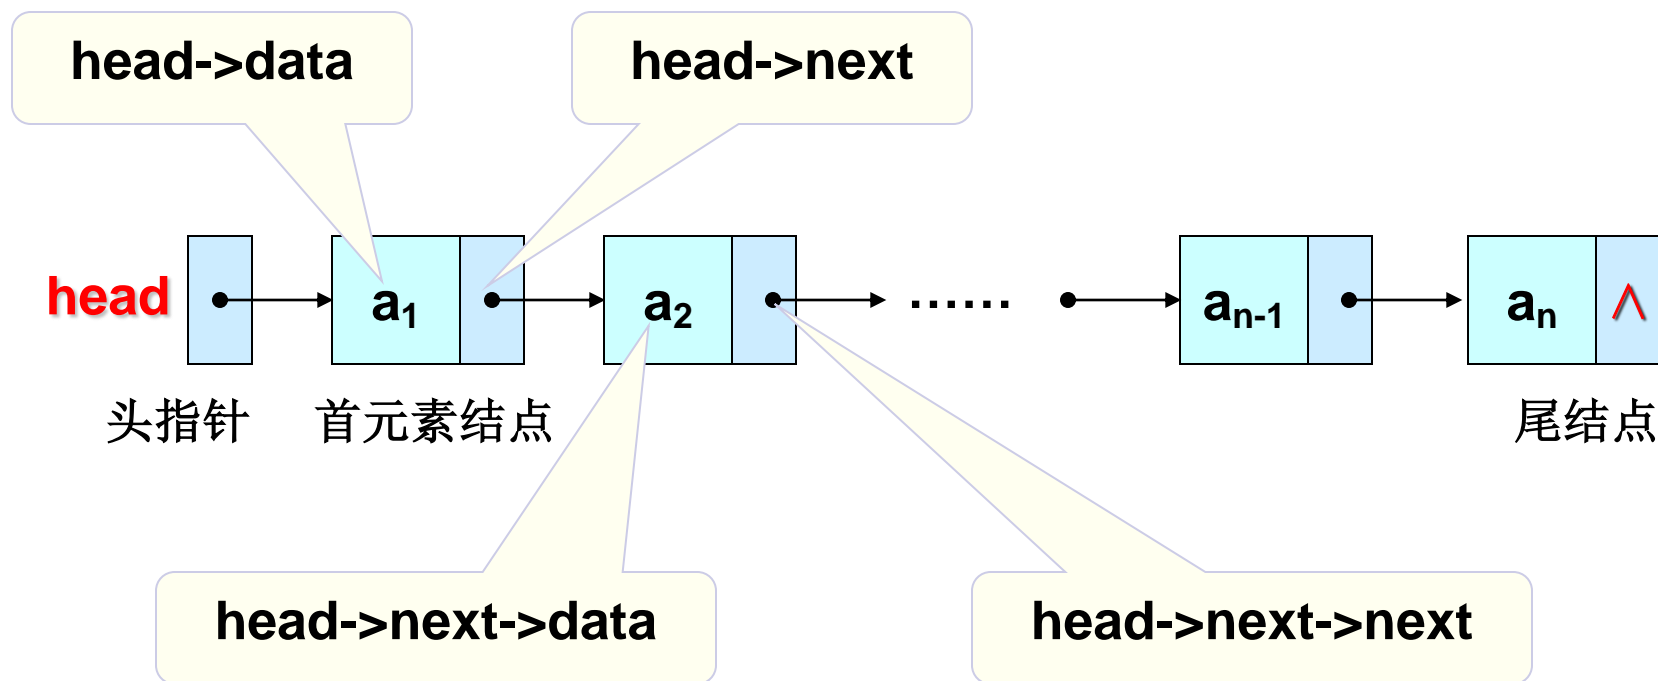 head->data
head->next
head
a₁
a₂
······
aₙ₋₁
aₙ
∧
头指针
首元素结点
尾结点
head->next->data
head->next->next